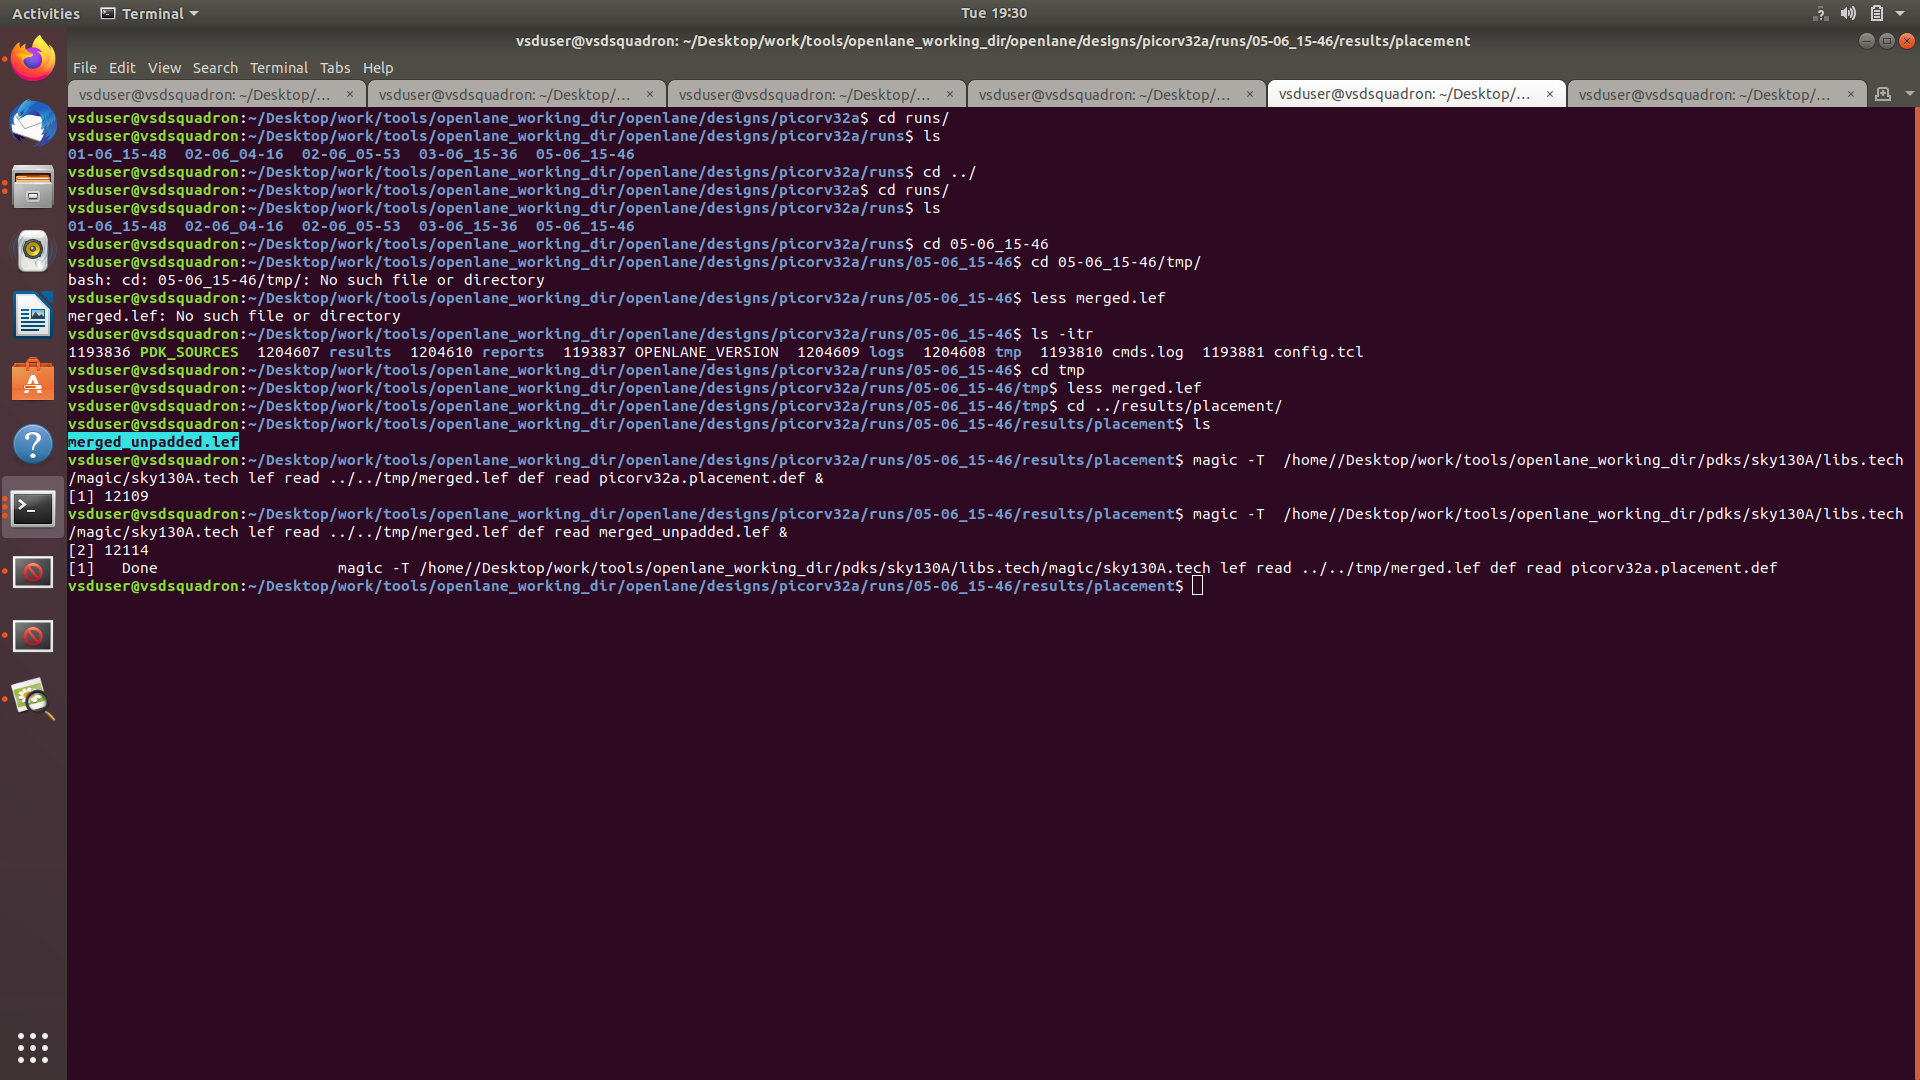 Activities Terminal Tue 19:30
vsduser@vsdsquadron: ~/Desktop/work/tools/openlane_working_dir/openlane/designs/picorv32a/runs/05-06_15-46/results/placement
File Edit View Search Terminal Tabs Help
vsduser@vsdsquadron: ~/Desktop/... × vsduser@vsdsquadron: ~/Desktop/... × vsduser@vsdsquadron: ~/Desktop/... × vsduser@vsdsquadron: ~/Desktop/... × vsduser@vsdsquadron: ~/Desktop/... × vsduser@vsdsquadron: ~/Desktop/... ×
vsduser@vsdsquadron:~/Desktop/work/tools/openlane_working_dir/openlane/designs/picorv32a$ cd runs/
vsduser@vsdsquadron:~/Desktop/work/tools/openlane_working_dir/openlane/designs/picorv32a/runs$ ls
01-06_15-48  02-06_04-16  02-06_05-53  03-06_15-36  05-06_15-46
vsduser@vsdsquadron:~/Desktop/work/tools/openlane_working_dir/openlane/designs/picorv32a/runs$ cd ../
vsduser@vsdsquadron:~/Desktop/work/tools/openlane_working_dir/openlane/designs/picorv32a$ cd runs/
vsduser@vsdsquadron:~/Desktop/work/tools/openlane_working_dir/openlane/designs/picorv32a/runs$ ls
01-06_15-48  02-06_04-16  02-06_05-53  03-06_15-36  05-06_15-46
vsduser@vsdsquadron:~/Desktop/work/tools/openlane_working_dir/openlane/designs/picorv32a/runs$ cd 05-06_15-46
vsduser@vsdsquadron:~/Desktop/work/tools/openlane_working_dir/openlane/designs/picorv32a/runs/05-06_15-46$ cd 05-06_15-46/tmp/
bash: cd: 05-06_15-46/tmp/: No such file or directory
vsduser@vsdsquadron:~/Desktop/work/tools/openlane_working_dir/openlane/designs/picorv32a/runs/05-06_15-46$ less merged.lef
merged.lef: No such file or directory
vsduser@vsdsquadron:~/Desktop/work/tools/openlane_working_dir/openlane/designs/picorv32a/runs/05-06_15-46$ ls -itr
1193836 PDK_SOURCES  1204607 results  1204610 reports  1193837 OPENLANE_VERSION  1204609 logs  1204608 tmp  1193810 cmds.log  1193881 config.tcl
vsduser@vsdsquadron:~/Desktop/work/tools/openlane_working_dir/openlane/designs/picorv32a/runs/05-06_15-46$ cd tmp
vsduser@vsdsquadron:~/Desktop/work/tools/openlane_working_dir/openlane/designs/picorv32a/runs/05-06_15-46/tmp$ less merged.lef
vsduser@vsdsquadron:~/Desktop/work/tools/openlane_working_dir/openlane/designs/picorv32a/runs/05-06_15-46/tmp$ cd ../results/placement/
vsduser@vsdsquadron:~/Desktop/work/tools/openlane_working_dir/openlane/designs/picorv32a/runs/05-06_15-46/results/placement$ ls
merged_unpadded.lef
vsduser@vsdsquadron:~/Desktop/work/tools/openlane_working_dir/openlane/designs/picorv32a/runs/05-06_15-46/results/placement$ magic -T  /home//Desktop/work/tools/openlane_working_dir/pdks/sky130A/libs.tech
/magic/sky130A.tech lef read ../../tmp/merged.lef def read picorv32a.placement.def &
[1] 12109
vsduser@vsdsquadron:~/Desktop/work/tools/openlane_working_dir/openlane/designs/picorv32a/runs/05-06_15-46/results/placement$ magic -T  /home//Desktop/work/tools/openlane_working_dir/pdks/sky130A/libs.tech
/magic/sky130A.tech lef read ../../tmp/merged.lef def read merged_unpadded.lef &
[2] 12114
[1]   Done                    magic -T /home//Desktop/work/tools/openlane_working_dir/pdks/sky130A/libs.tech/magic/sky130A.tech lef read ../../tmp/merged.lef def read picorv32a.placement.def
vsduser@vsdsquadron:~/Desktop/work/tools/openlane_working_dir/openlane/designs/picorv32a/runs/05-06_15-46/results/placement$